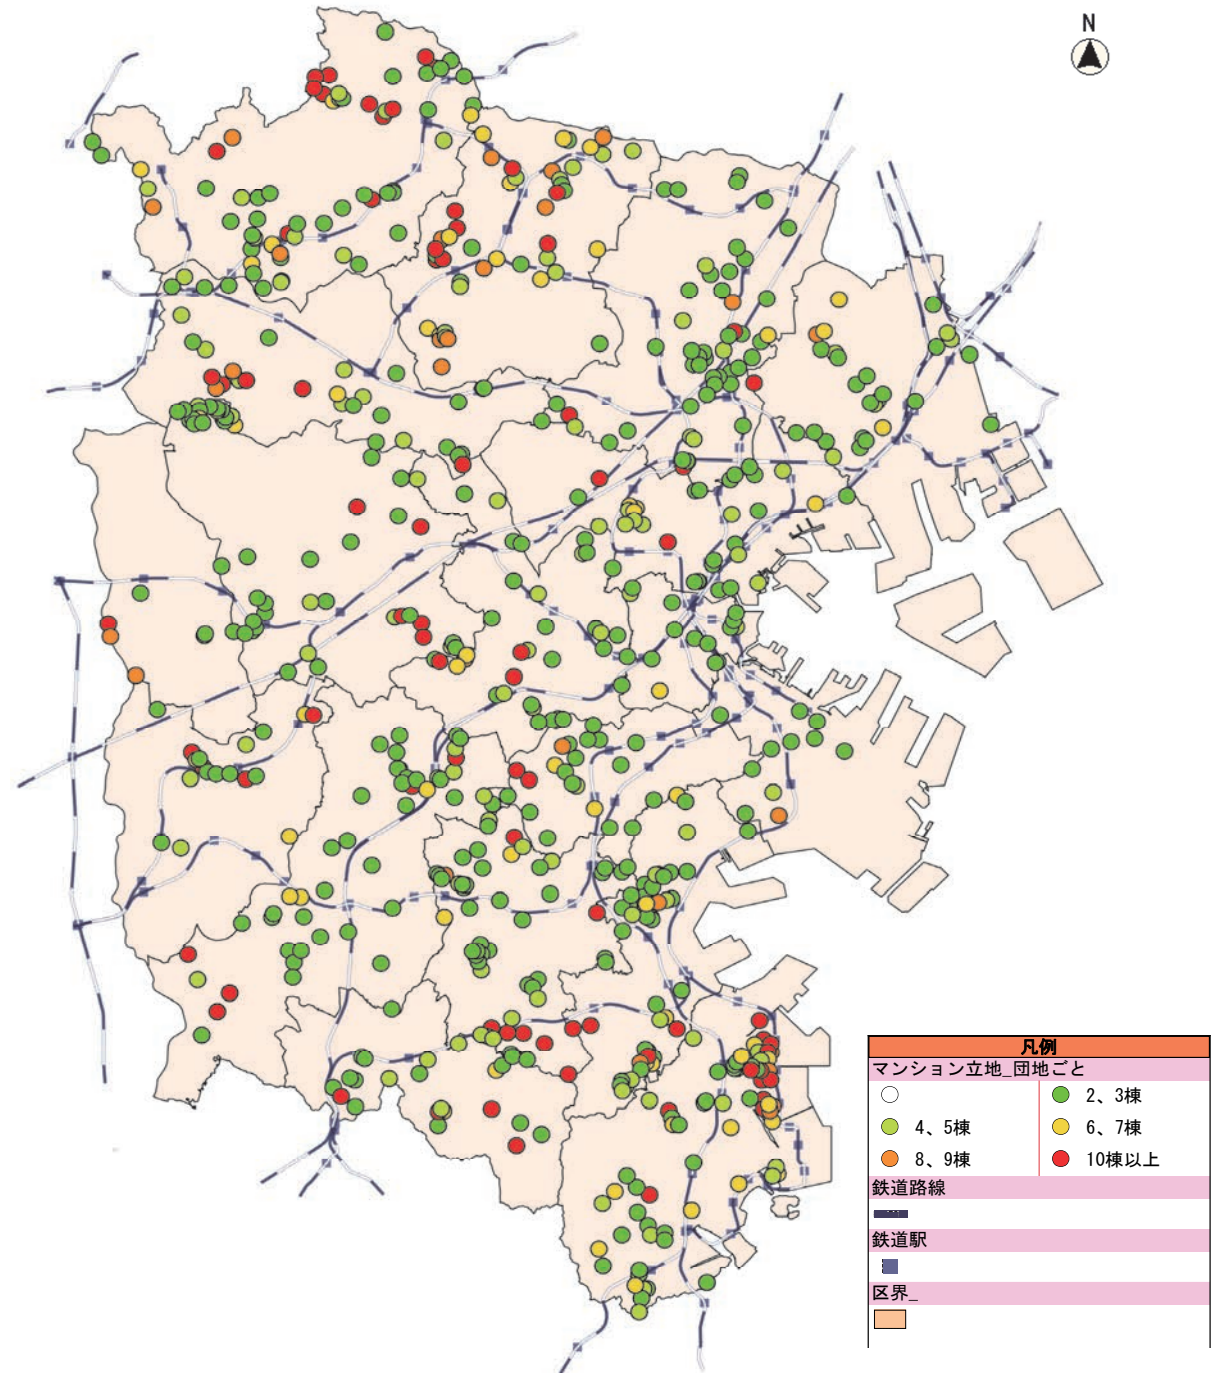 N
凡例
マンション立地_団地ごと
2、3棟
4、5棟
6、7棟
8、9棟
10棟以上
鉄道路線
鉄道駅
区界_